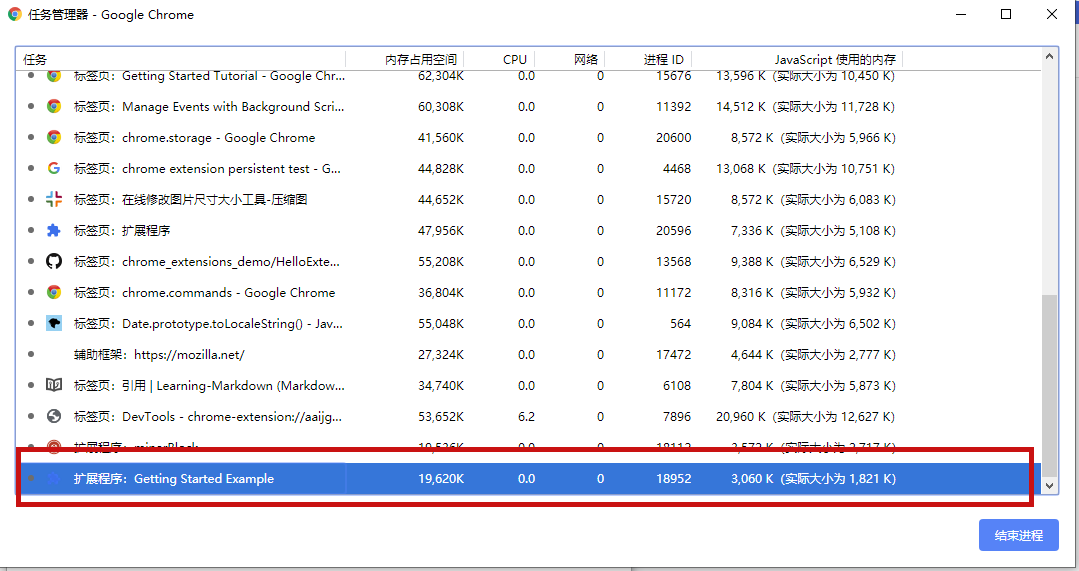 任务管理器 - Google Chrome
任务 内存占用空间 CPU 网络 进程 ID JavaScript 使用的内存
标签页：Getting Started Tutorial - Google Chr... 62,304K 0.0 0 15676 13,596 K (实际大小为 10,450 K)
标签页：Manage Events with Background Scri... 60,308K 0.0 0 11392 14,512 K (实际大小为 11,728 K)
标签页：chrome.storage - Google Chrome 41,560K 0.0 0 20600 8,572 K (实际大小为 5,966 K)
标签页：chrome extension persistent test - G... 44,828K 0.0 0 4468 13,068 K (实际大小为 10,751 K)
标签页：在线修改图片尺寸大小工具-压缩图 44,652K 0.0 0 15720 8,572 K (实际大小为 6,083 K)
标签页：扩展程序 47,956K 0.0 0 20596 7,336 K (实际大小为 5,108 K)
标签页：chrome_extensions_demo/HelloExte... 55,208K 0.0 0 13568 9,388 K (实际大小为 6,529 K)
标签页：chrome.commands - Google Chrome 36,804K 0.0 0 11172 8,316 K (实际大小为 5,932 K)
标签页：Date.prototype.toLocaleString() - Jav... 55,048K 0.0 0 564 9,084 K (实际大小为 6,502 K)
辅助框架：https://mozilla.net/ 27,324K 0.0 0 17472 4,644 K (实际大小为 2,777 K)
标签页：引用 | Learning-Markdown (Markdow... 34,740K 0.0 0 6108 7,804 K (实际大小为 5,873 K)
标签页：DevTools - chrome-extension://aaijg... 53,652K 6.2 0 7896 20,960 K (实际大小为 12,627 K)
扩展程序：minerBlock 0.0 0
扩展程序：Getting Started Example 19,620K 0.0 0 18952 3,060 K (实际大小为 1,821 K)
结束进程